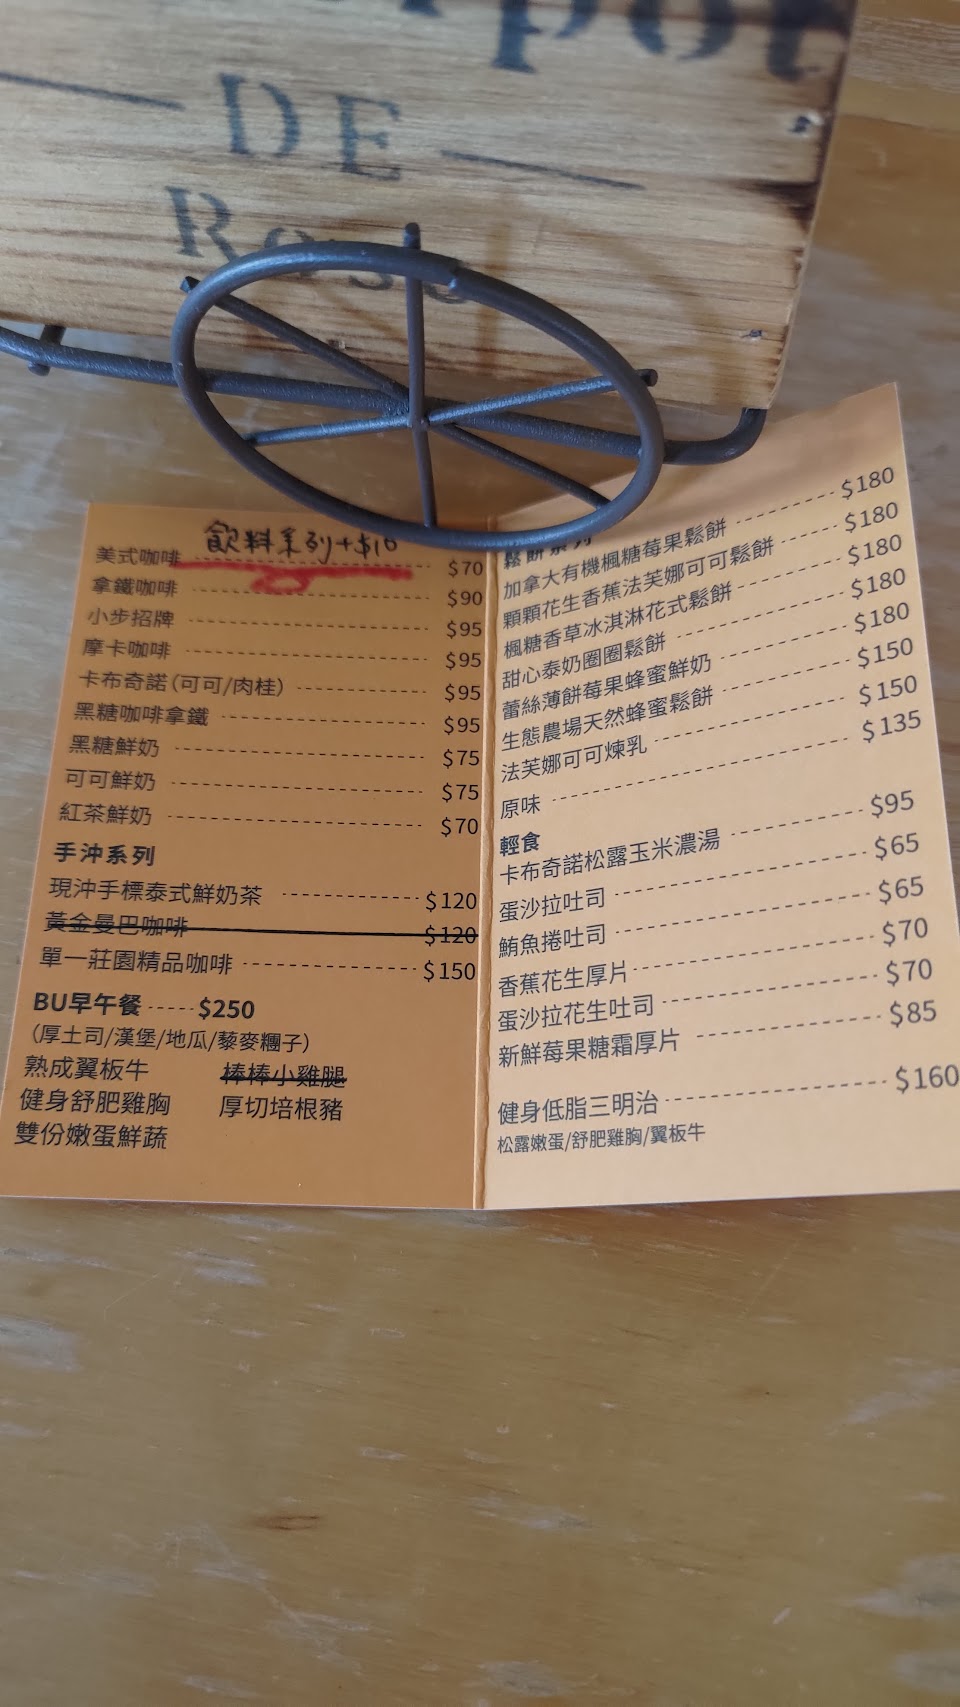 DE
飲料系列+$10
美式咖啡 $70
拿鐵咖啡 $90
小步招牌 $95
摩卡咖啡 $95
卡布奇諾(可可/肉桂) $95
黑糖咖啡拿鐵 $95
黑糖鮮奶 $75
可可鮮奶 $75
紅茶鮮奶 $70
手沖系列
現沖手標泰式鮮奶茶 $120
黃金曼巴咖啡 $120
單一莊園精品咖啡 $150
BU早午餐 $250
(厚土司/漢堡/地瓜/藜麥糰子)
熟成翼板牛 棒棒小雞腿
健身舒肥雞胸 厚切培根豬
雙份嫩蛋鮮蔬
鬆餅系列
加拿大有機楓糖莓果鬆餅 $180
顆顆花生香蕉法芙娜可可鬆餅 $180
楓糖香草冰淇淋花式鬆餅 $180
甜心泰奶圈圈鬆餅 $180
蕾絲薄餅莓果蜂蜜鮮奶 $180
生態農場天然蜂蜜鬆餅 $150
法芙娜可可煉乳 $150
原味 $135
輕食
卡布奇諾松露玉米濃湯 $95
蛋沙拉吐司 $65
鮪魚捲吐司 $65
香蕉花生厚片 $70
蛋沙拉花生吐司 $70
新鮮莓果糖霜厚片 $85
健身低脂三明治 $160
松露嫩蛋/舒肥雞胸/翼板牛